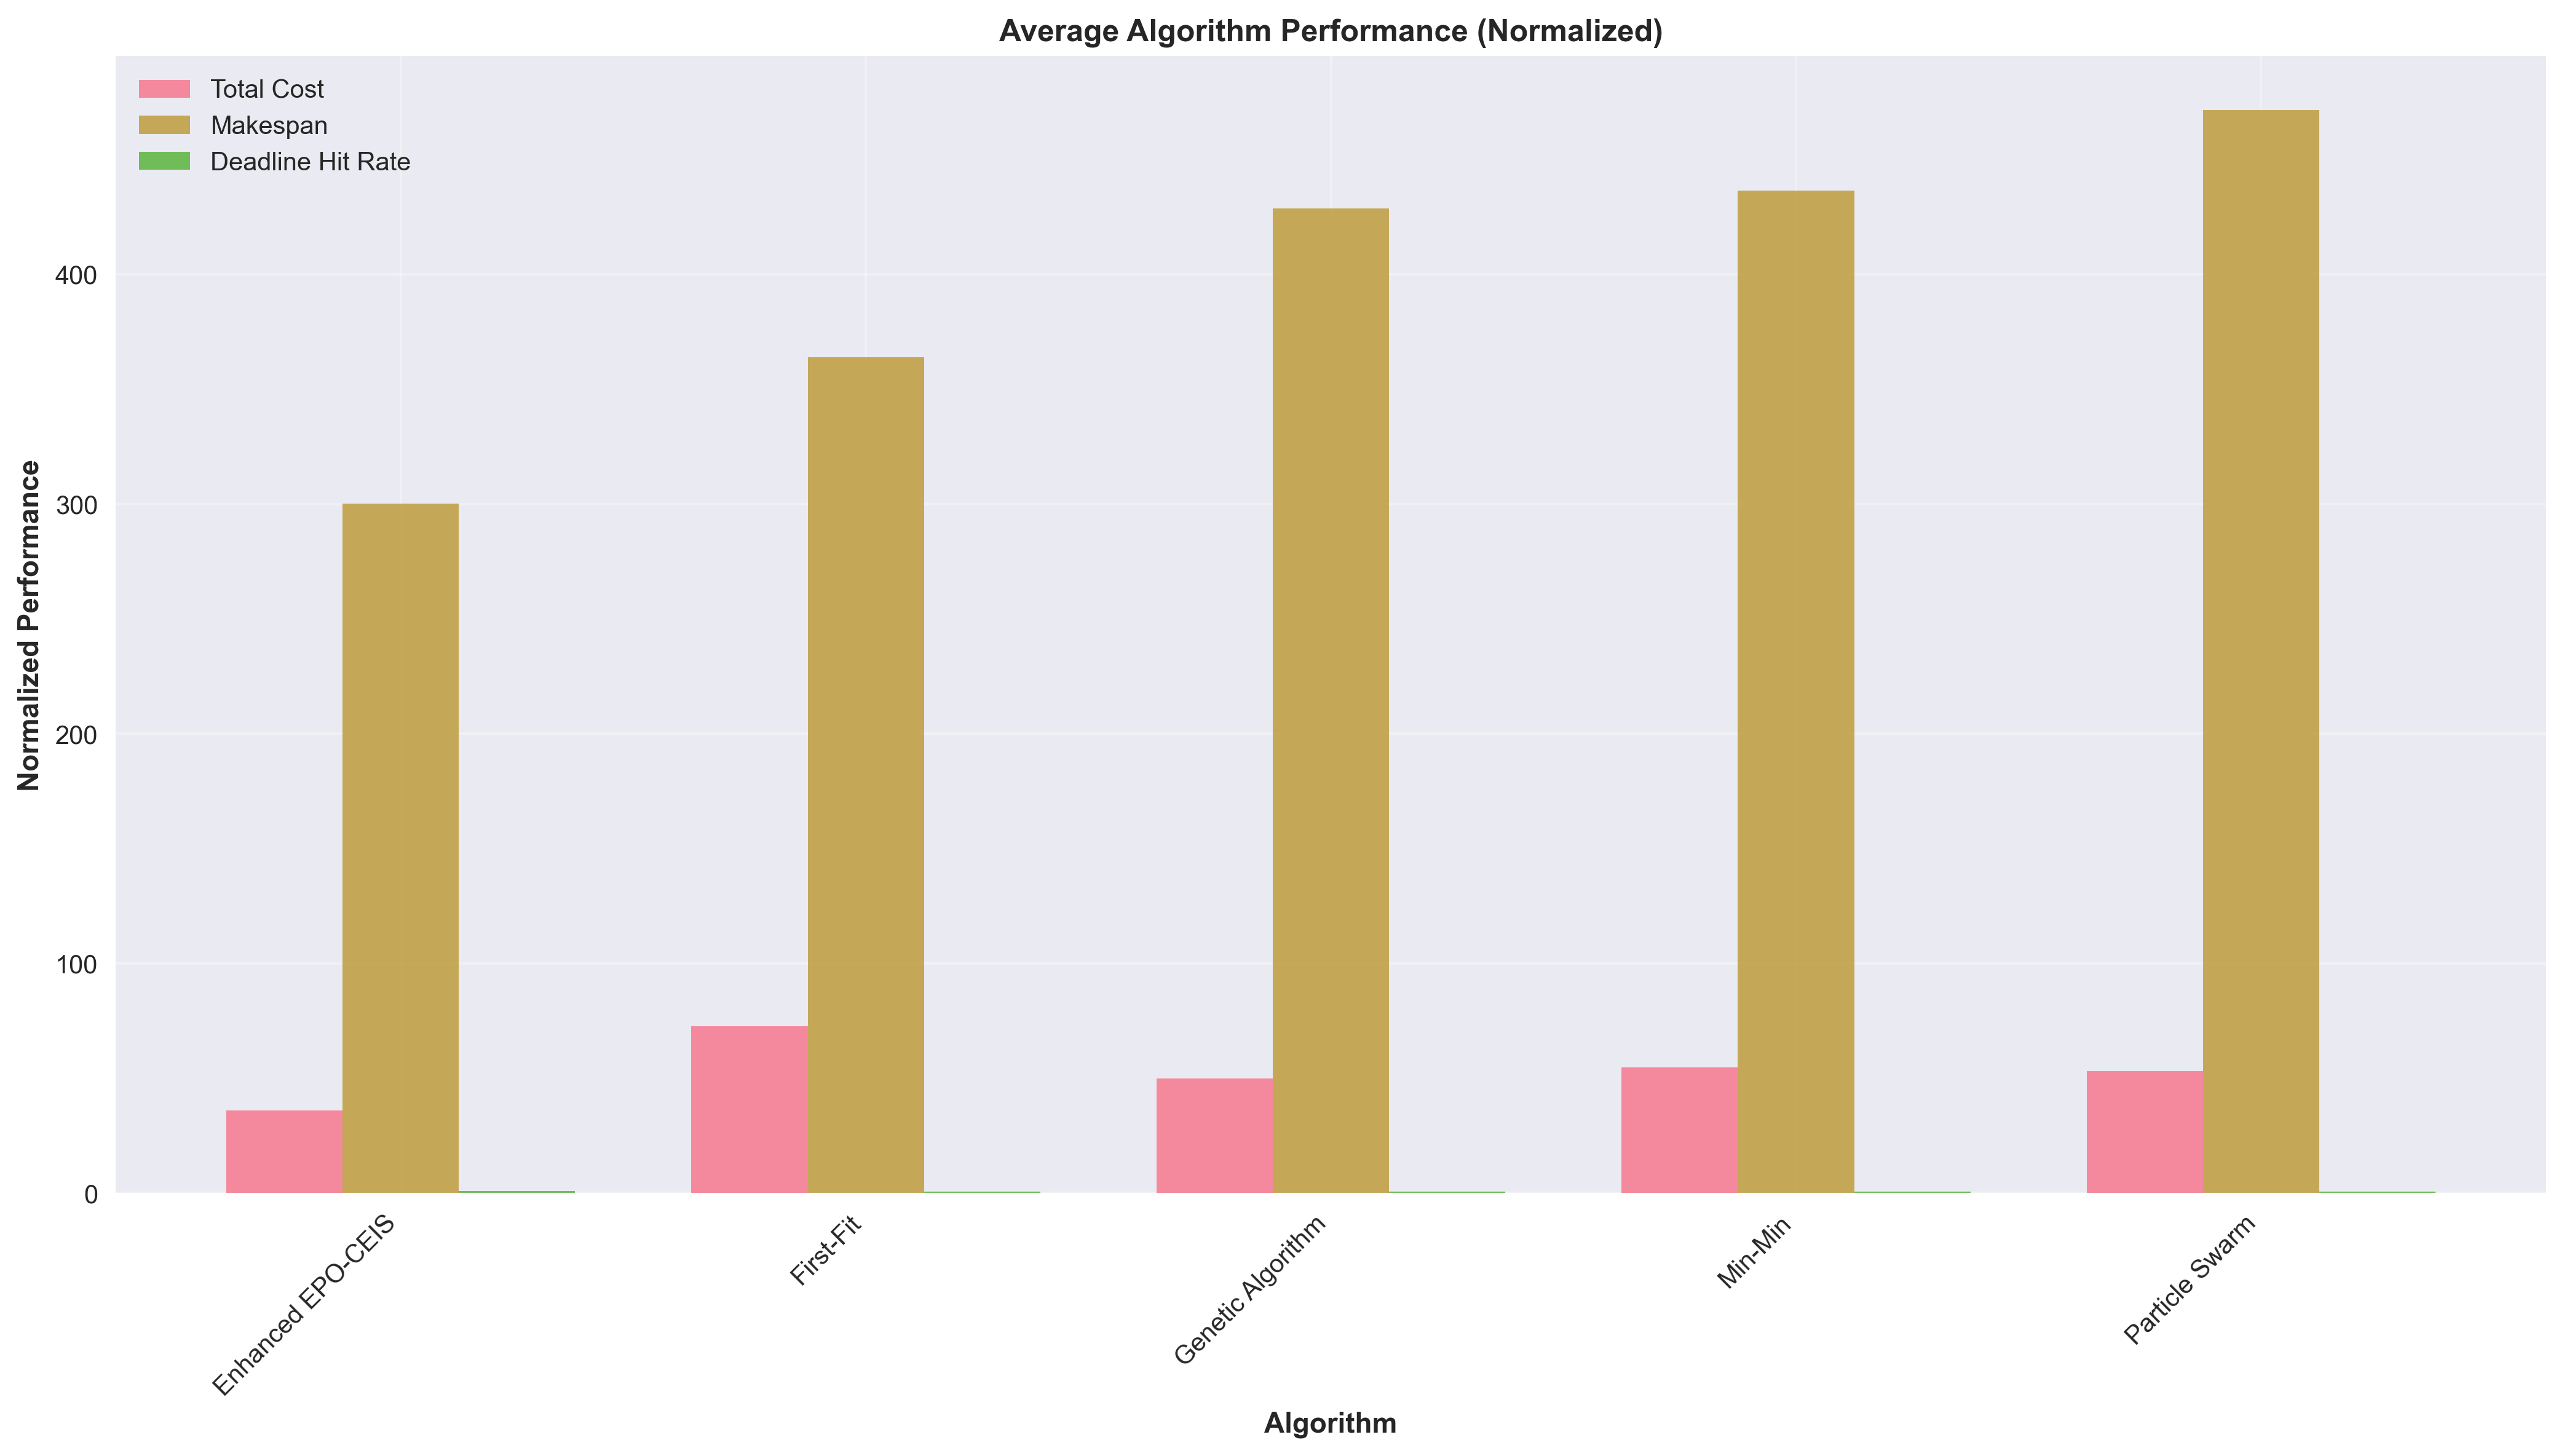 Average Algorithm Performance (Normalized)
Total Cost
Makespan
Deadline Hit Rate
Normalized Performance
400
300
200
100
0
Enhanced EPO-CEIS
First-Fit
Genetic Algorithm
Min-Min
Particle Swarm
Algorithm